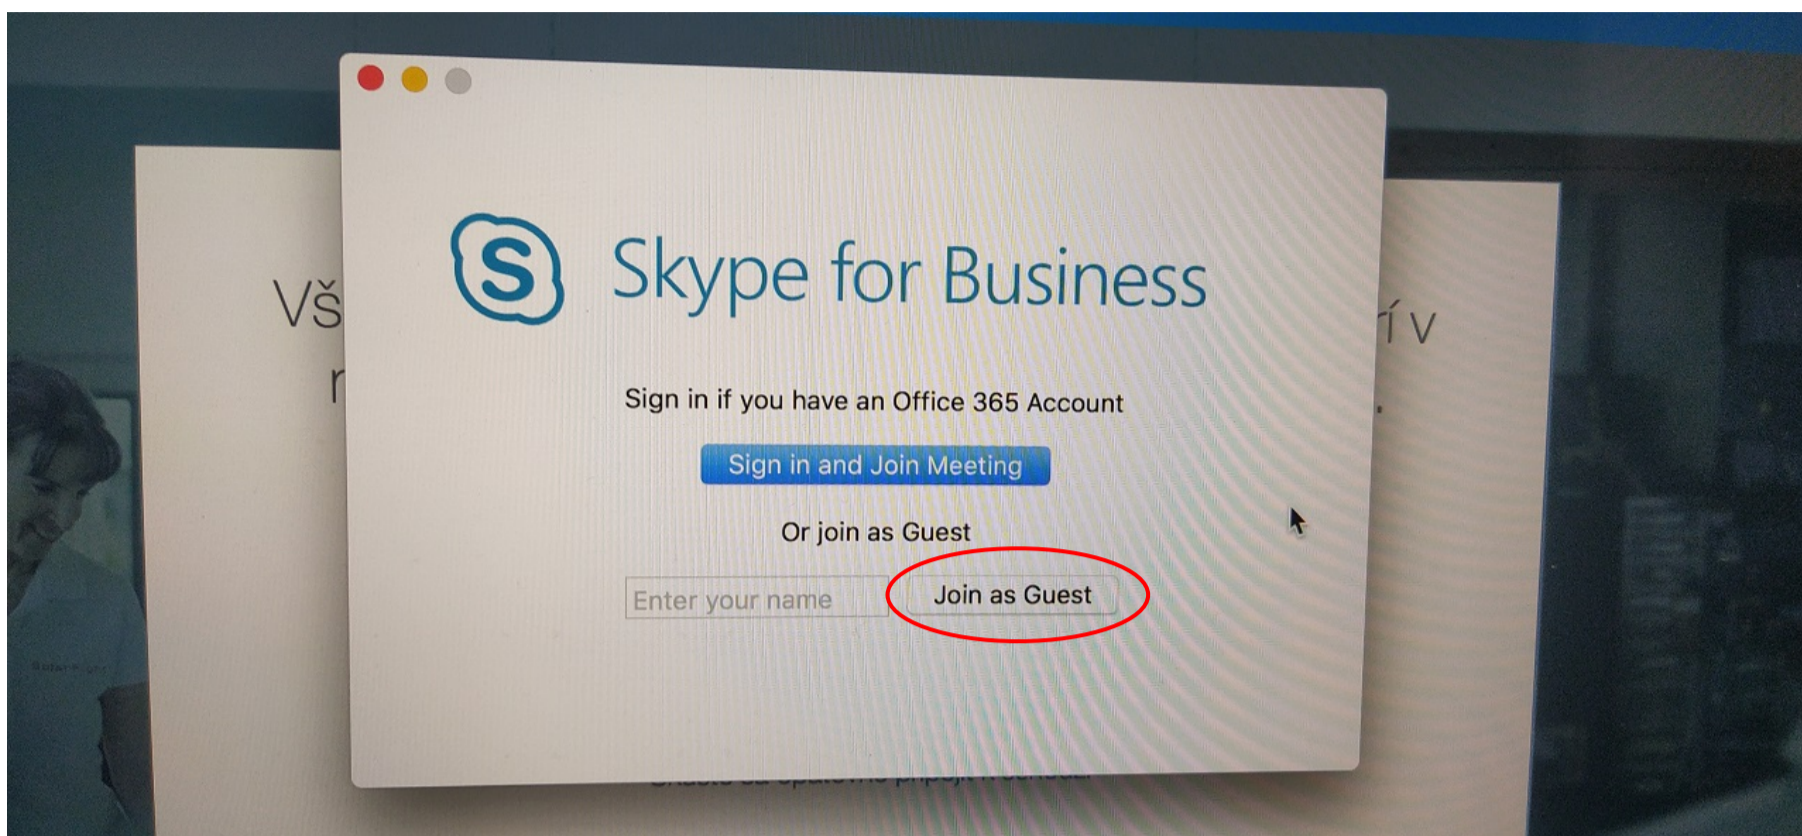 Skype for Business
Vš
rí v
r
.
Sign in if you have an Office 365 Account
Sign in and Join Meeting
Or join as Guest
Enter your name
Join as Guest